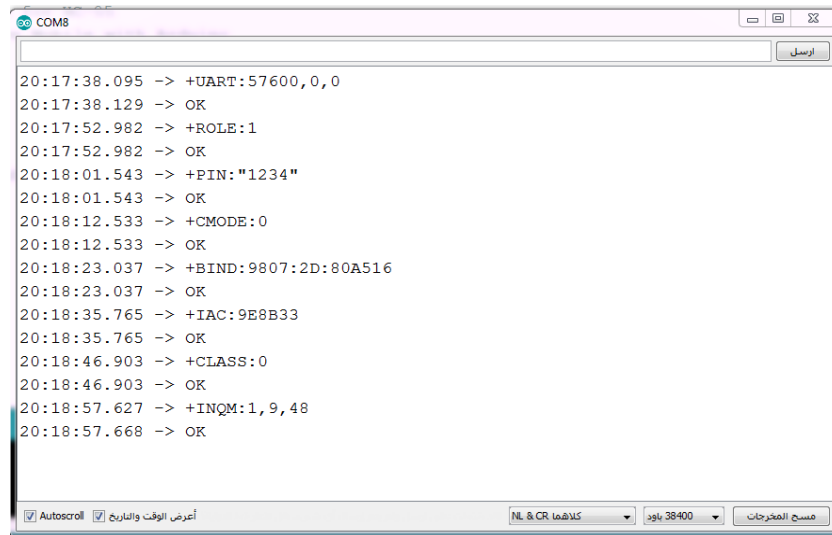 COM8
ارسل
20:17:38.095 -> +UART:57600,0,0
20:17:38.129 -> OK
20:17:52.982 -> +ROLE:1
20:17:52.982 -> OK
20:18:01.543 -> +PIN:"1234"
20:18:01.543 -> OK
20:18:12.533 -> +CMODE:0
20:18:12.533 -> OK
20:18:23.037 -> +BIND:9807:2D:80A516
20:18:23.037 -> OK
20:18:35.765 -> +IAC:9E8B33
20:18:35.765 -> OK
20:18:46.903 -> +CLASS:0
20:18:46.903 -> OK
20:18:57.627 -> +INQM:1,9,48
20:18:57.668 -> OK
Autoscroll أعرض الوقت والتاريخ NL & CR كلاهما 38400 باود مسح المخرجات